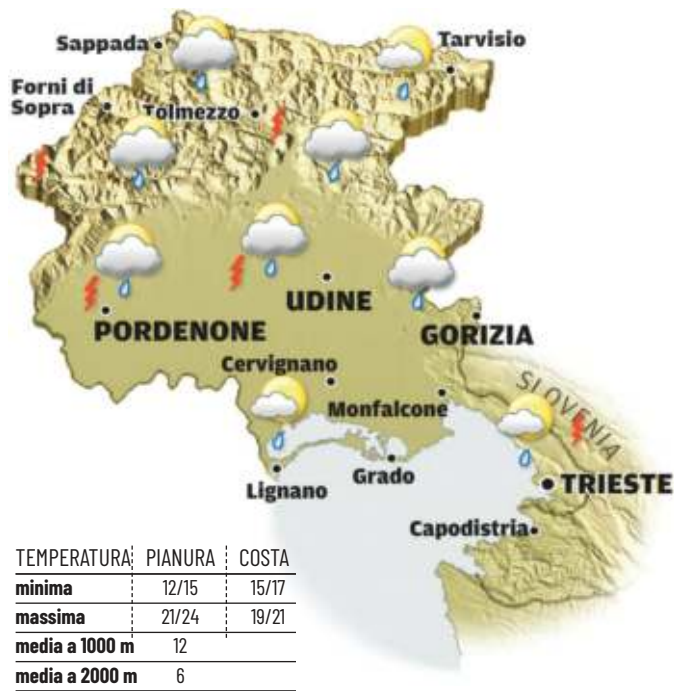 Sappada
Tarvisio
Forni di
Sopra
Tolmezzo
UDINE
PORDENONE
GORIZIA
Cervignano
SLOVENIA
Monfalcone
Grado
Lignano
TRIESTE
Capodistria
TEMPERATURA PIANURA COSTA
minima 12/15 15/17
massima 21/24 19/21
media a 1000 m 12
media a 2000 m 6